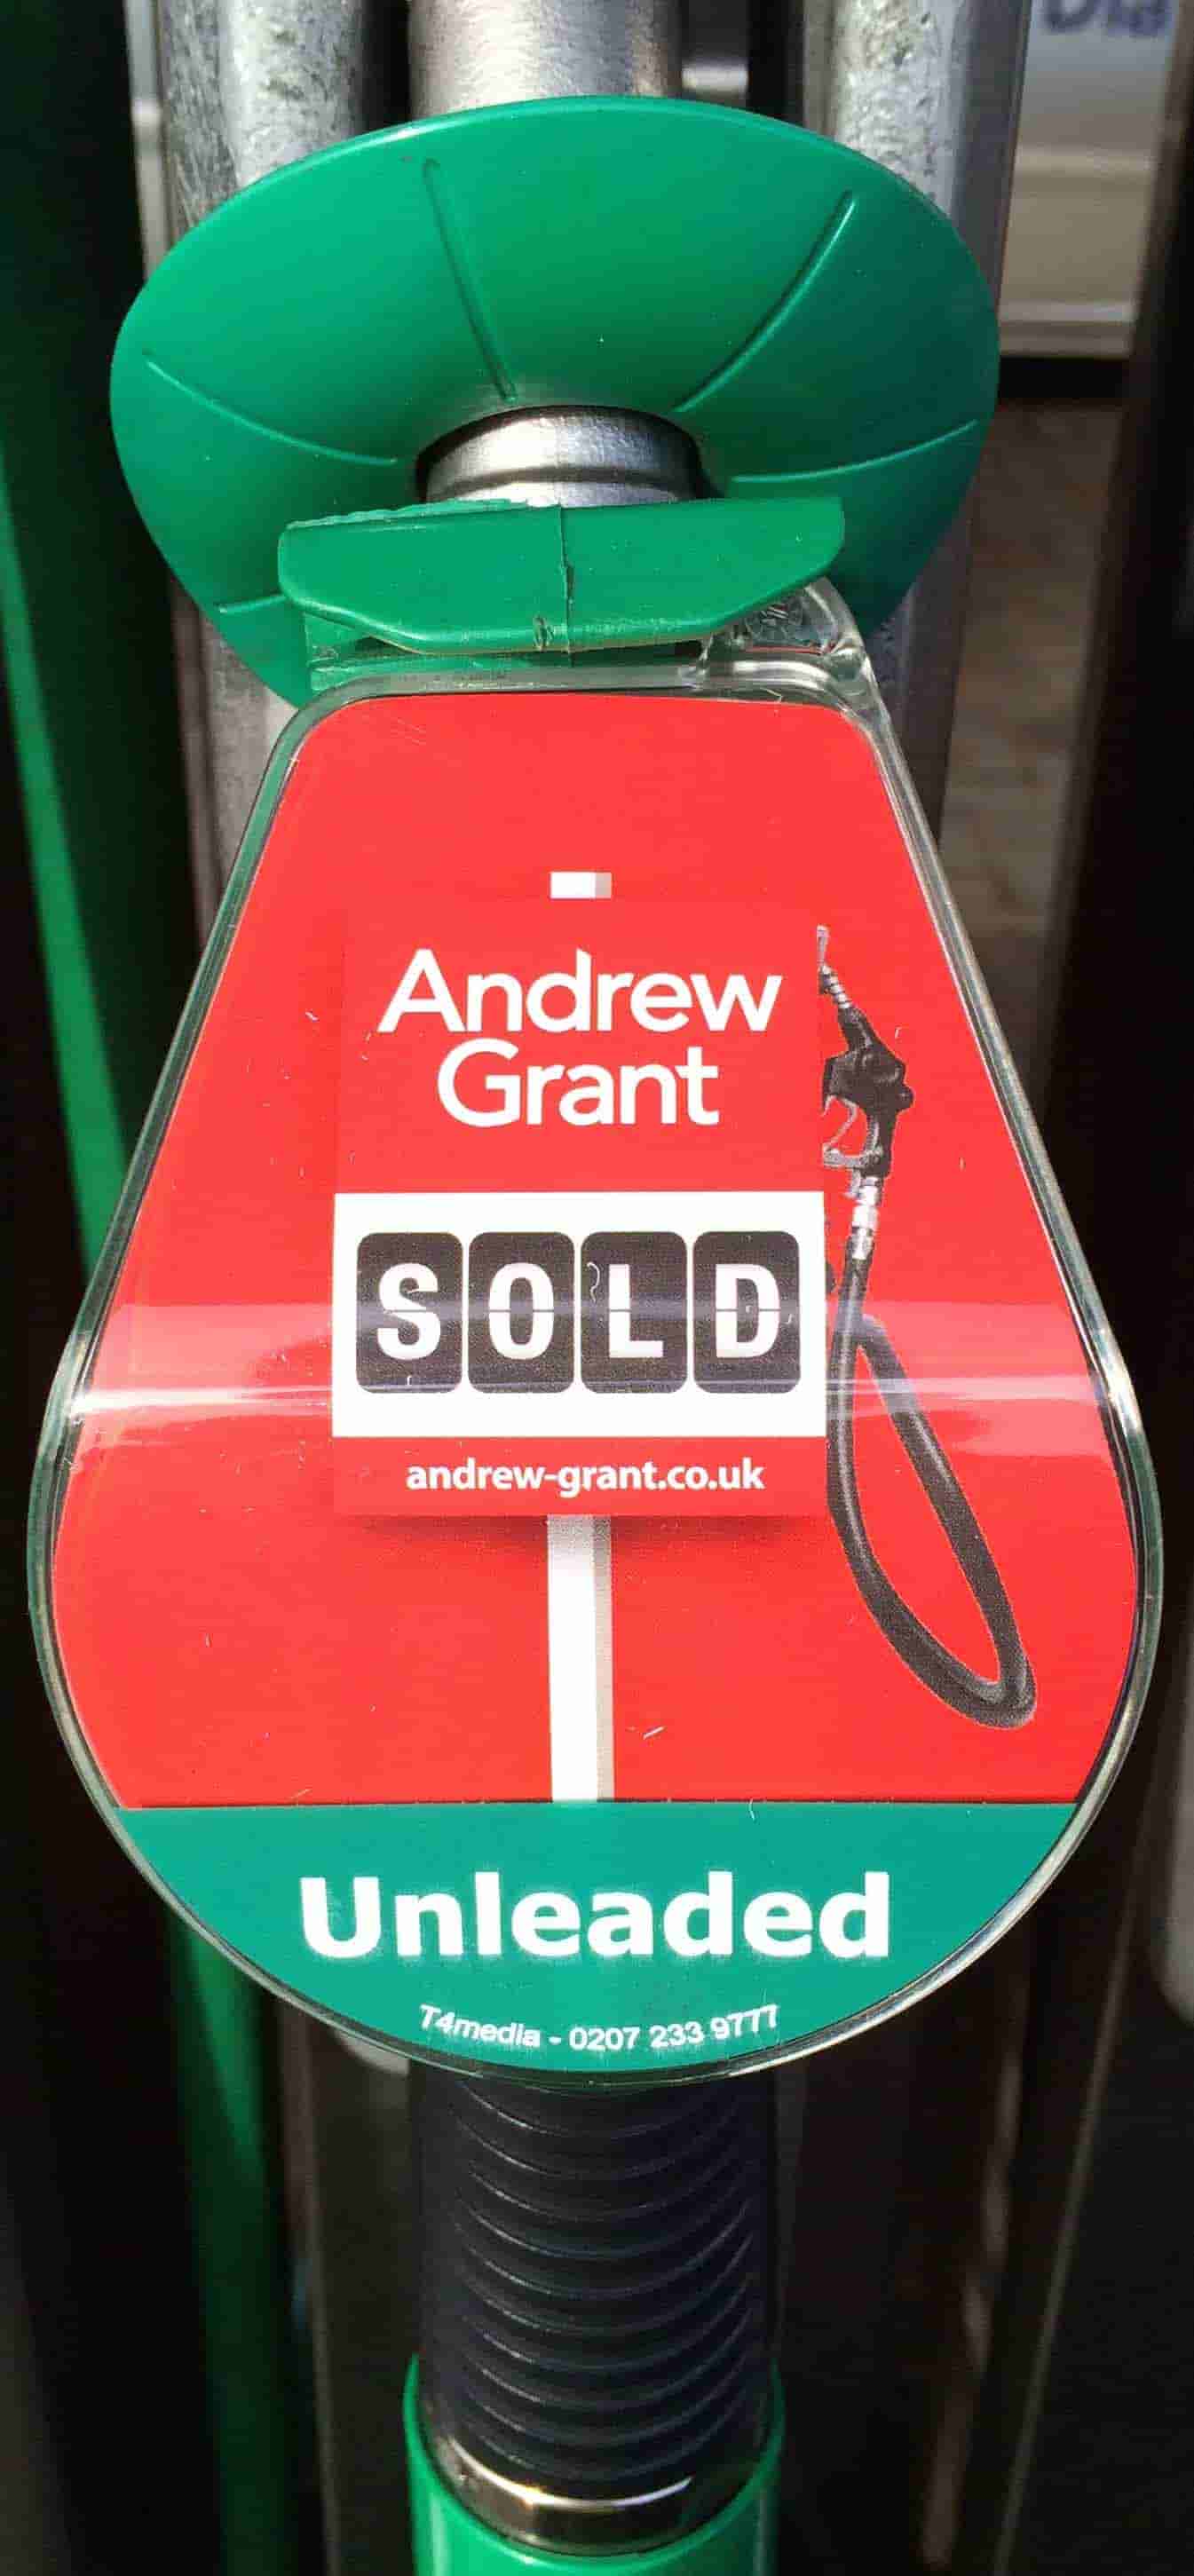 Andrew
Grant
SOLD
andrew-grant.co.uk
Unleaded
T4media - 0207 233 9777